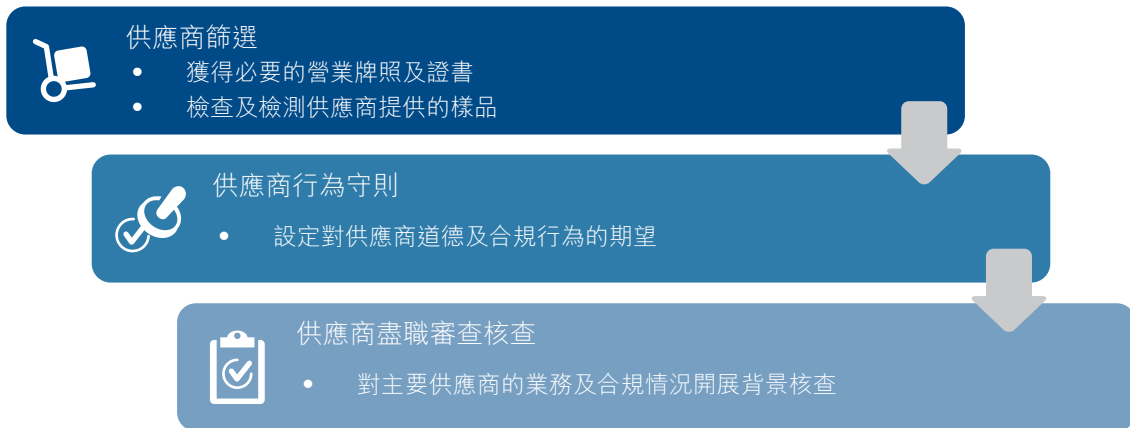 供應商篩選
• 獲得必要的營業牌照及證書
• 檢查及檢測供應商提供的樣品
供應商行為守則
• 設定對供應商道德及合規行為的期望
供應商盡職審查核查
• 對主要供應商的業務及合規情況開展背景核查